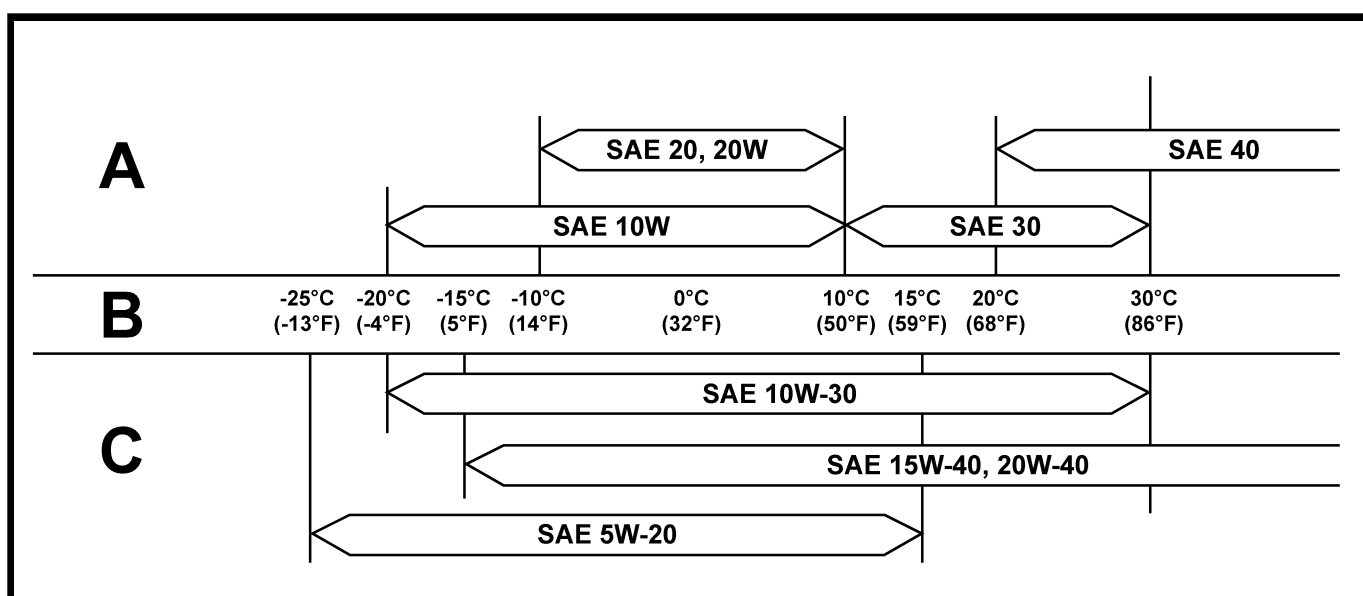 A
SAE 20, 20W
SAE 40
SAE 10W
SAE 30
B
-25°C -20°C -15°C -10°C 0°C 10°C 15°C 20°C 30°C
(-13°F) (-4°F) (5°F) (14°F) (32°F) (50°F) (59°F) (68°F) (86°F)
C
SAE 10W-30
SAE 15W-40, 20W-40
SAE 5W-20